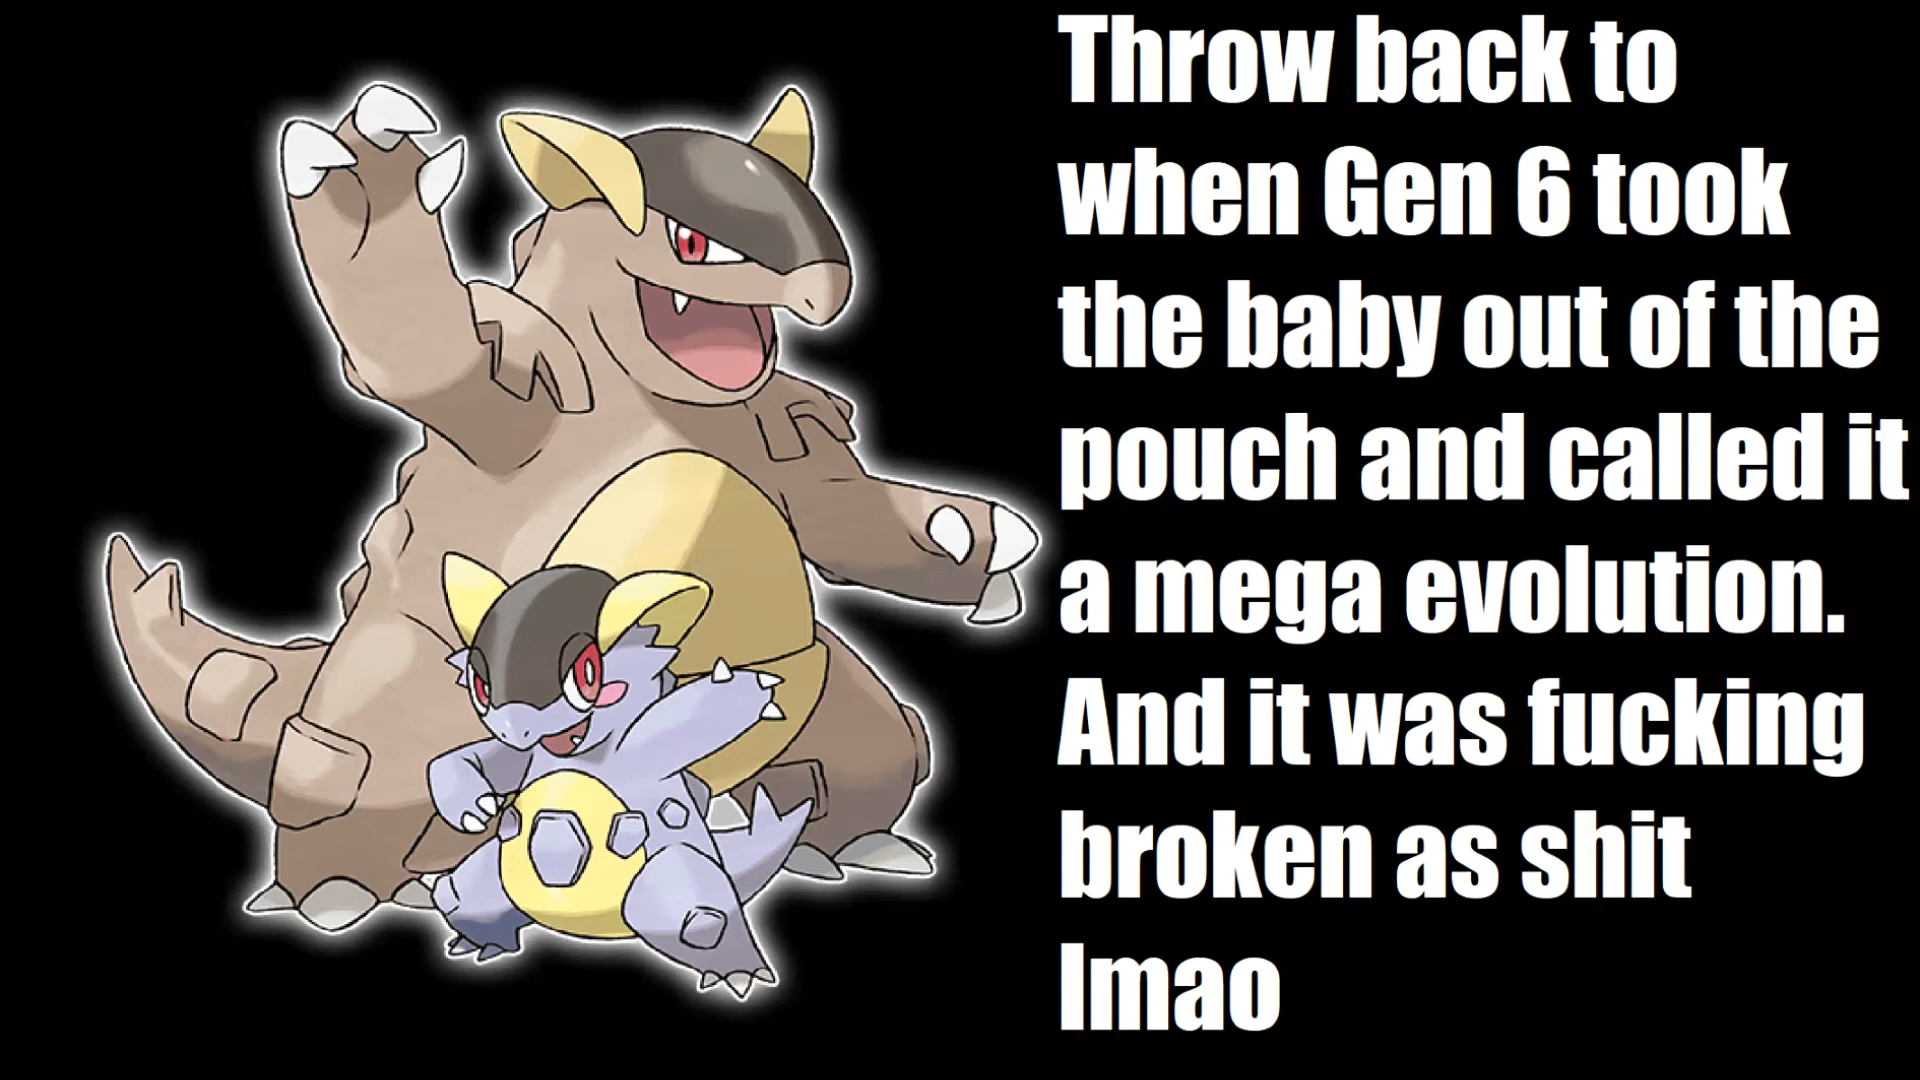 Throw back to
when Gen 6 took
the baby out of the
pouch and called it
a mega evolution.
And it was fucking
broken as shit
lmao